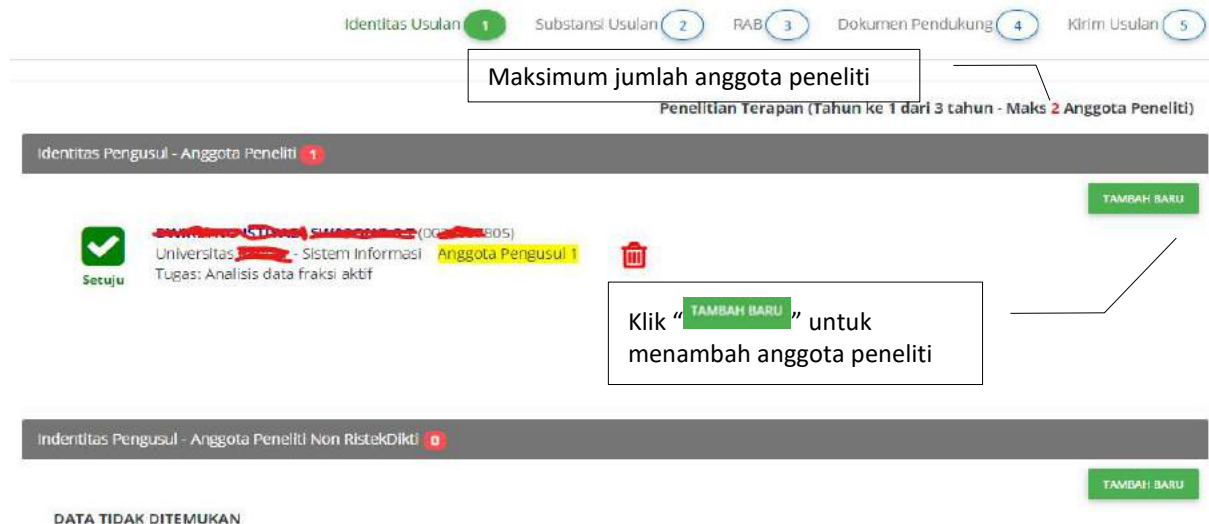 Identitas Usulan 1 Substansi Usulan 2 RAB 3 Dokumen Pendukung 4 Kirim Usulan 5
Maksimum jumlah anggota peneliti
Penelitian Terapan (Tahun ke 1 dari 3 tahun - Maks 2 Anggota Peneliti)
Identitas Pengusul - Anggota Peneliti 1
TAMBAH BARU
805)
Universitas - Sistem Informasi Anggota Pengusul 1
Setuju
Tugas: Analisis data fraksi aktif
Klik “TAMBAH BARU” untuk
menambah anggota peneliti
Indentitas Pengusul - Anggota Peneliti Non RistekDikti 0
TAMBAH BARU
DATA TIDAK DITEMUKAN